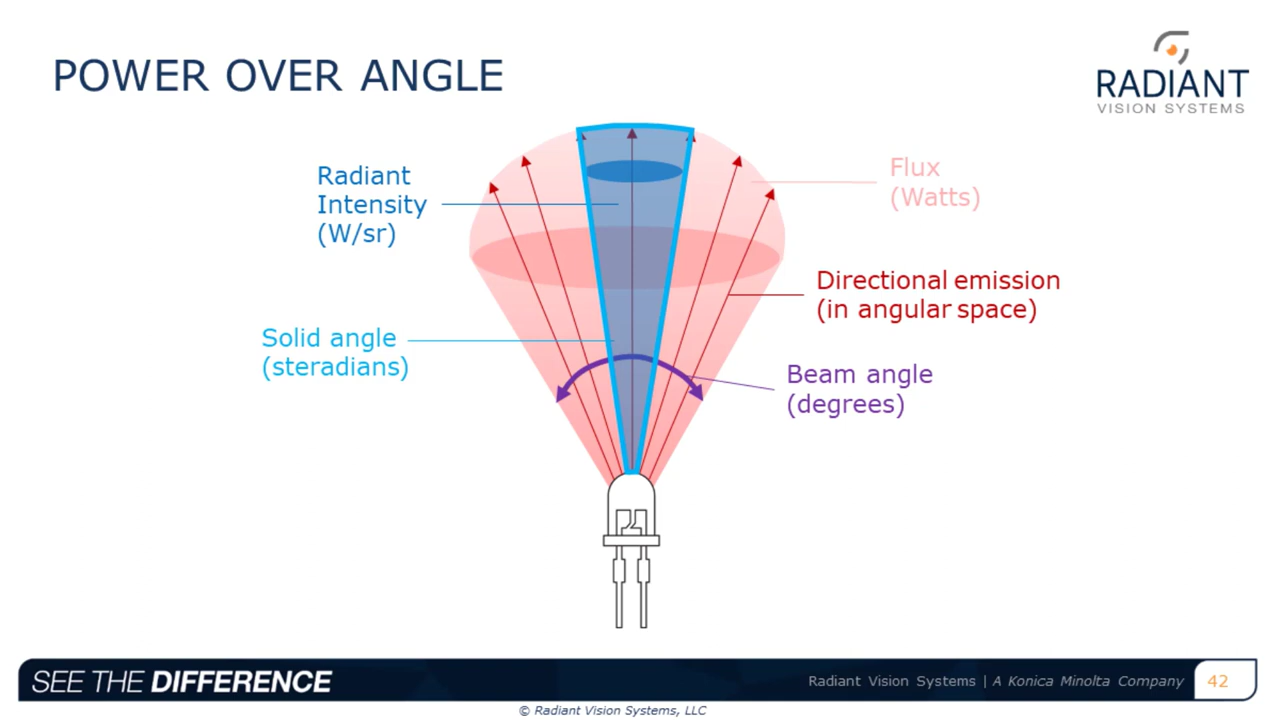 POWER OVER ANGLE
RADIANT
VISION SYSTEMS
Radiant
Intensity
(W/sr)
Flux
(Watts)
Directional emission
(in angular space)
Solid angle
(steradians)
Beam angle
(degrees)
SEE THE DIFFERENCE
Radiant Vision Systems | A Konica Minolta Company
42
© Radiant Vision Systems, LLC